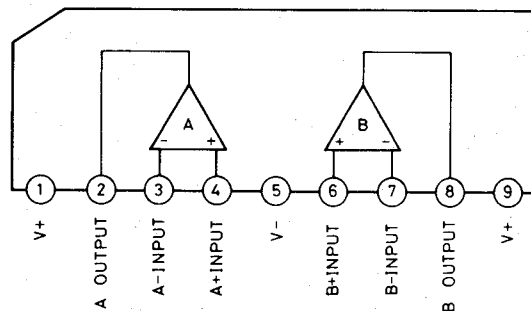 A
B
- +
+ -
1 2 3 4 5 6 7 8 9
V+
A OUTPUT
A-INPUT
A+INPUT
V-
B+INPUT
B-INPUT
B OUTPUT
V+